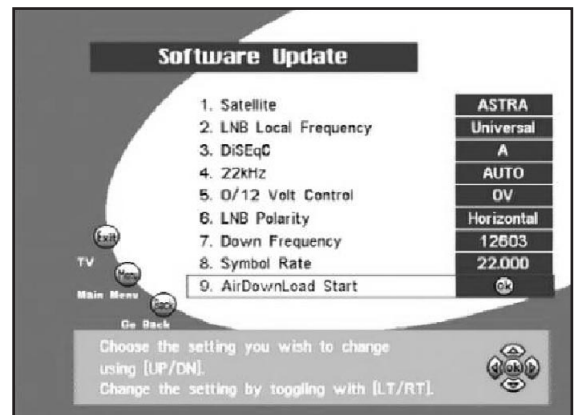 Software Update
1. Satellite ASTRA
2. LNB Local Frequency Universal
3. DiSEqC A
4. 22kHz AUTO
5. 0/12 Volt Control 0V
6. LNB Polarity Horizontal
7. Down Frequency 12603
8. Symbol Rate 22.000
9. AirDownLoad Start ok
Exit
TV
Menu
Main Menu
Back
Go Back
Choose the setting you wish to change
using [UP/DN].
Change the setting by toggling with [LT/RT].
ok